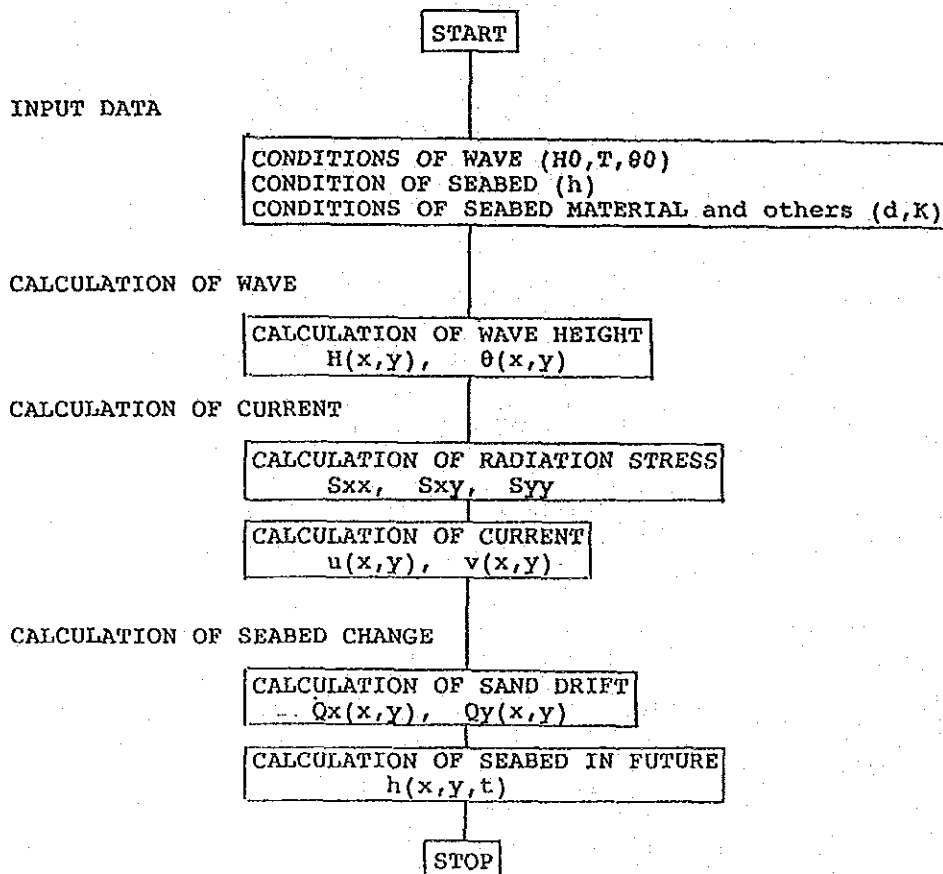 START
INPUT DATA
CONDITIONS OF WAVE (H0,T,θ0)
CONDITION OF SEABED (h)
CONDITIONS OF SEABED MATERIAL and others (d,K)
CALCULATION OF WAVE
CALCULATION OF WAVE HEIGHT
H(x,y), θ(x,y)
CALCULATION OF CURRENT
CALCULATION OF RADIATION STRESS
Sxx, Sxy, Syy
CALCULATION OF CURRENT
u(x,y), v(x,y)
CALCULATION OF SEABED CHANGE
CALCULATION OF SAND DRIFT
Qx(x,y), Qy(x,y)
CALCULATION OF SEABED IN FUTURE
h(x,y,t)
STOP